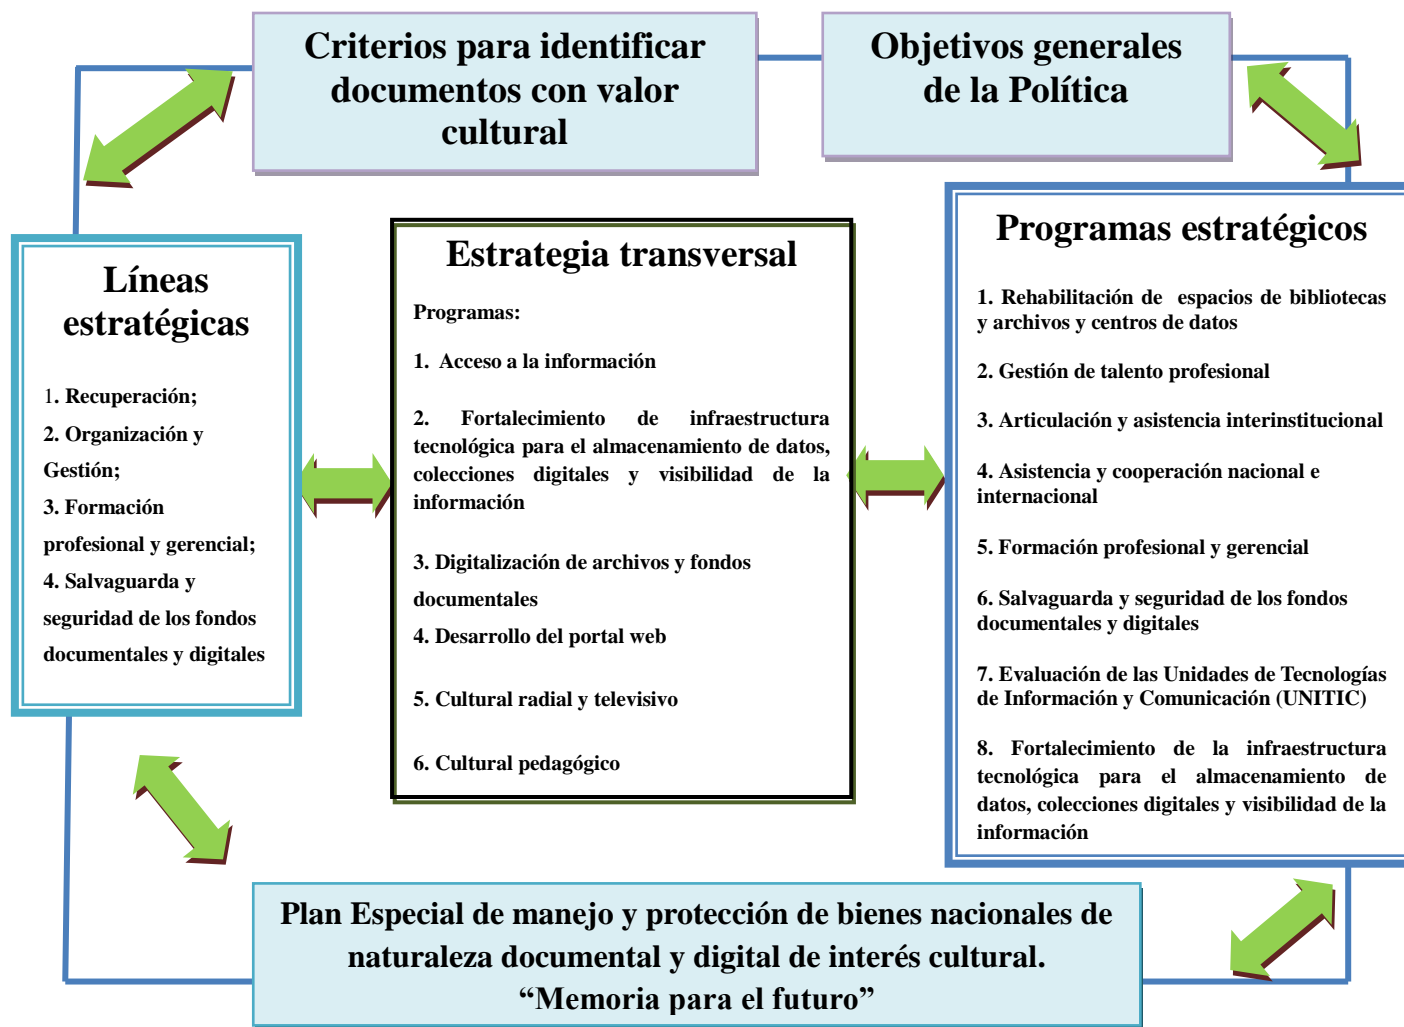 Criterios para identificar
documentos con valor
cultural
Objetivos generales
de la Política
Líneas
estratégicas
1. Recuperación;
2. Organización y
Gestión;
3. Formación
profesional y gerencial;
4. Salvaguarda y
seguridad de los fondos
documentales y digitales
Estrategia transversal
Programas:
1. Acceso a la información
2. Fortalecimiento de infraestructura
tecnológica para el almacenamiento de datos,
colecciones digitales y visibilidad de la
información
3. Digitalización de archivos y fondos
documentales
4. Desarrollo del portal web
5. Cultural radial y televisivo
6. Cultural pedagógico
Programas estratégicos
1. Rehabilitación de espacios de bibliotecas
y archivos y centros de datos
2. Gestión de talento profesional
3. Articulación y asistencia interinstitucional
4. Asistencia y cooperación nacional e
internacional
5. Formación profesional y gerencial
6. Salvaguarda y seguridad de los fondos
documentales y digitales
7. Evaluación de las Unidades de Tecnologías
de Información y Comunicación (UNITIC)
8. Fortalecimiento de la infraestructura
tecnológica para el almacenamiento de
datos, colecciones digitales y visibilidad de la
información
Plan Especial de manejo y protección de bienes nacionales de
naturaleza documental y digital de interés cultural.
“Memoria para el futuro”